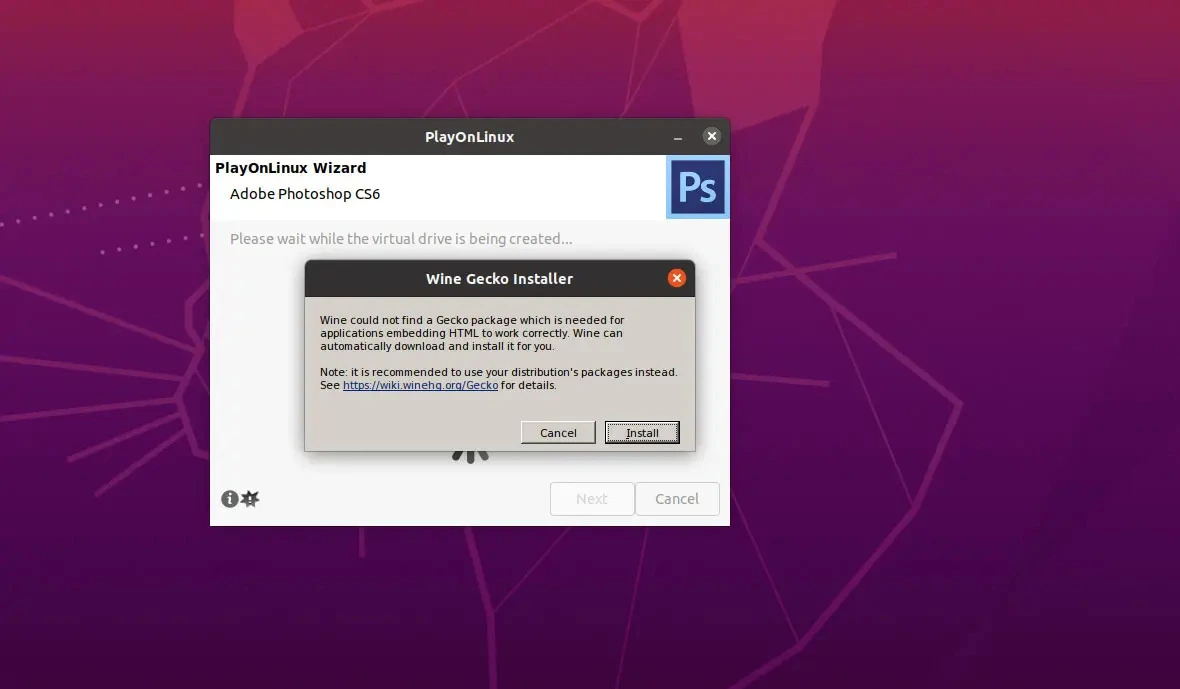 PlayOnLinux
PlayOnLinux Wizard
Adobe Photoshop CS6
Ps
Please wait while the virtual drive is being created...
Wine Gecko Installer
Wine could not find a Gecko package which is needed for
applications embedding HTML to work correctly. Wine can
automatically download and install it for you.
Note: it is recommended to use your distribution's packages instead.
See https://wiki.winehq.org/Gecko for details.
Cancel
Install
Next
Cancel